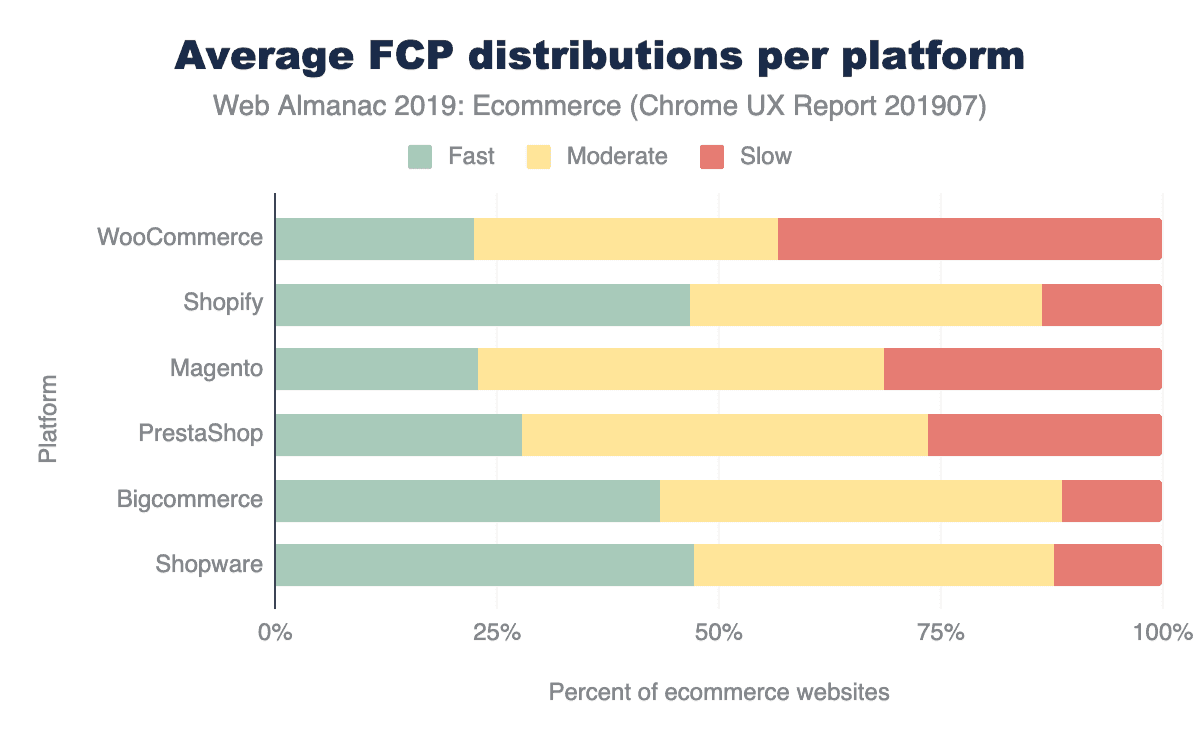 Average FCP distributions per platform
Web Almanac 2019: Ecommerce (Chrome UX Report 201907)
Fast Moderate Slow
WooCommerce
Shopify
Magento
PrestaShop
Bigcommerce
Shopware
Platform
0% 25% 50% 75% 100%
Percent of ecommerce websites